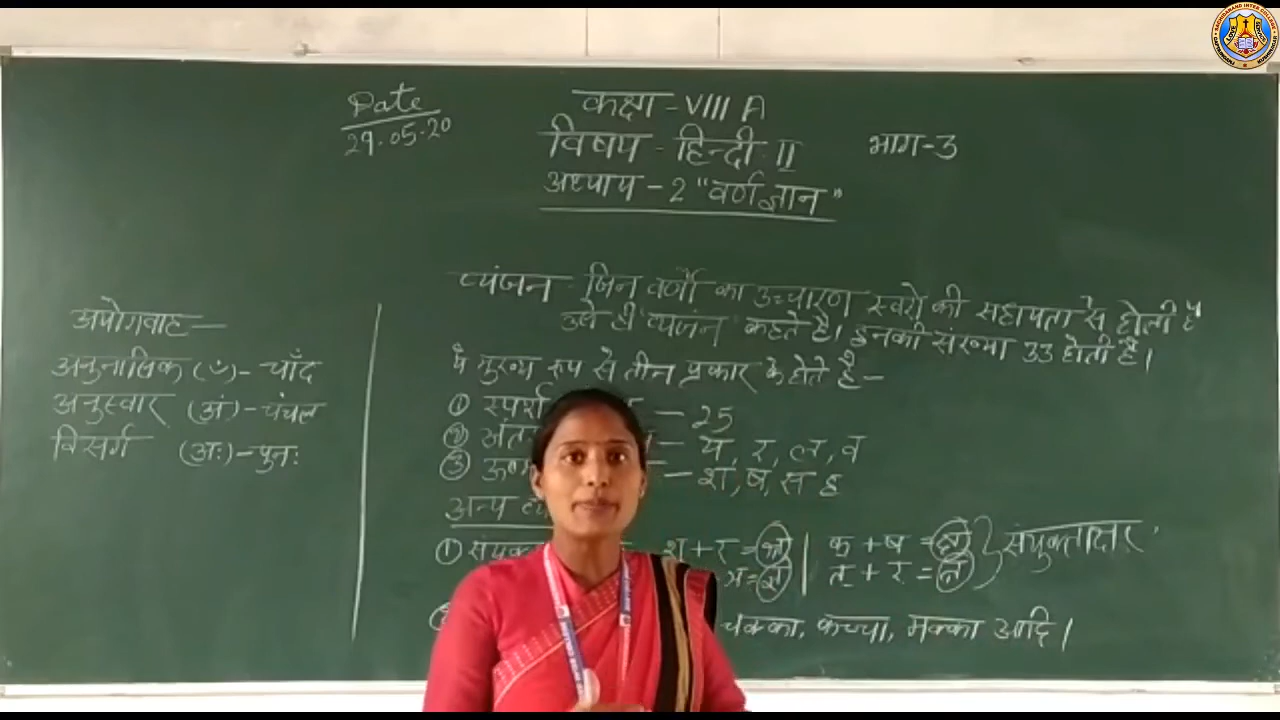 Date
29.05.20
कक्षा - VIII A
विषय - हिन्दी II
भाग-3
अध्याय - 2 "वर्ण ज्ञान"
अयोगवाह —
अनुनासिक (ँ) - चाँद
अनुस्वार (अं) - चंचल
विसर्ग (अः) - पुनः
व्यंजन - जिन वर्णों का उच्चारण स्वरों की सहायता से होती है
उसे ही "व्यंजन" कहते हैं। इनकी संख्या 33 होती है।
ये मुख्य रूप से तीन प्रकार के होते है —
① स्पर्श — 25
② अंतः — य, र, ल, व
③ ऊष्म — श, ष, स ह
अन्य
① संयुक्त श + र = श्र | क + ष = क्ष } संयुक्ताक्षर
ञ = ज्ञ | त + र = त्र
चक्का, कच्चा, मक्का आदि।